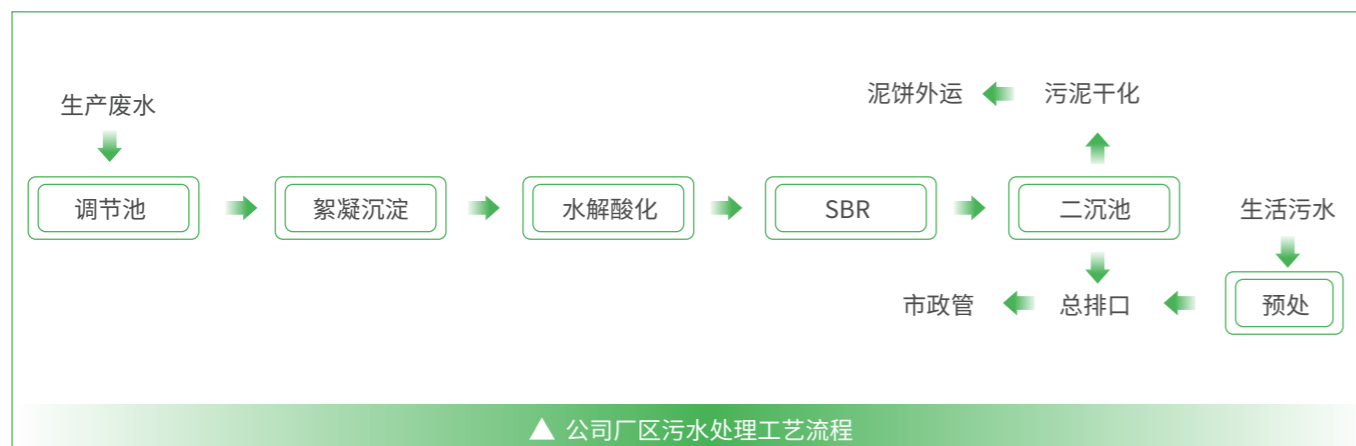 泥饼外运
污泥干化
生产废水
调节池
絮凝沉淀
水解酸化
SBR
二沉池
生活污水
市政管
总排口
预处
▲ 公司厂区污水处理工艺流程